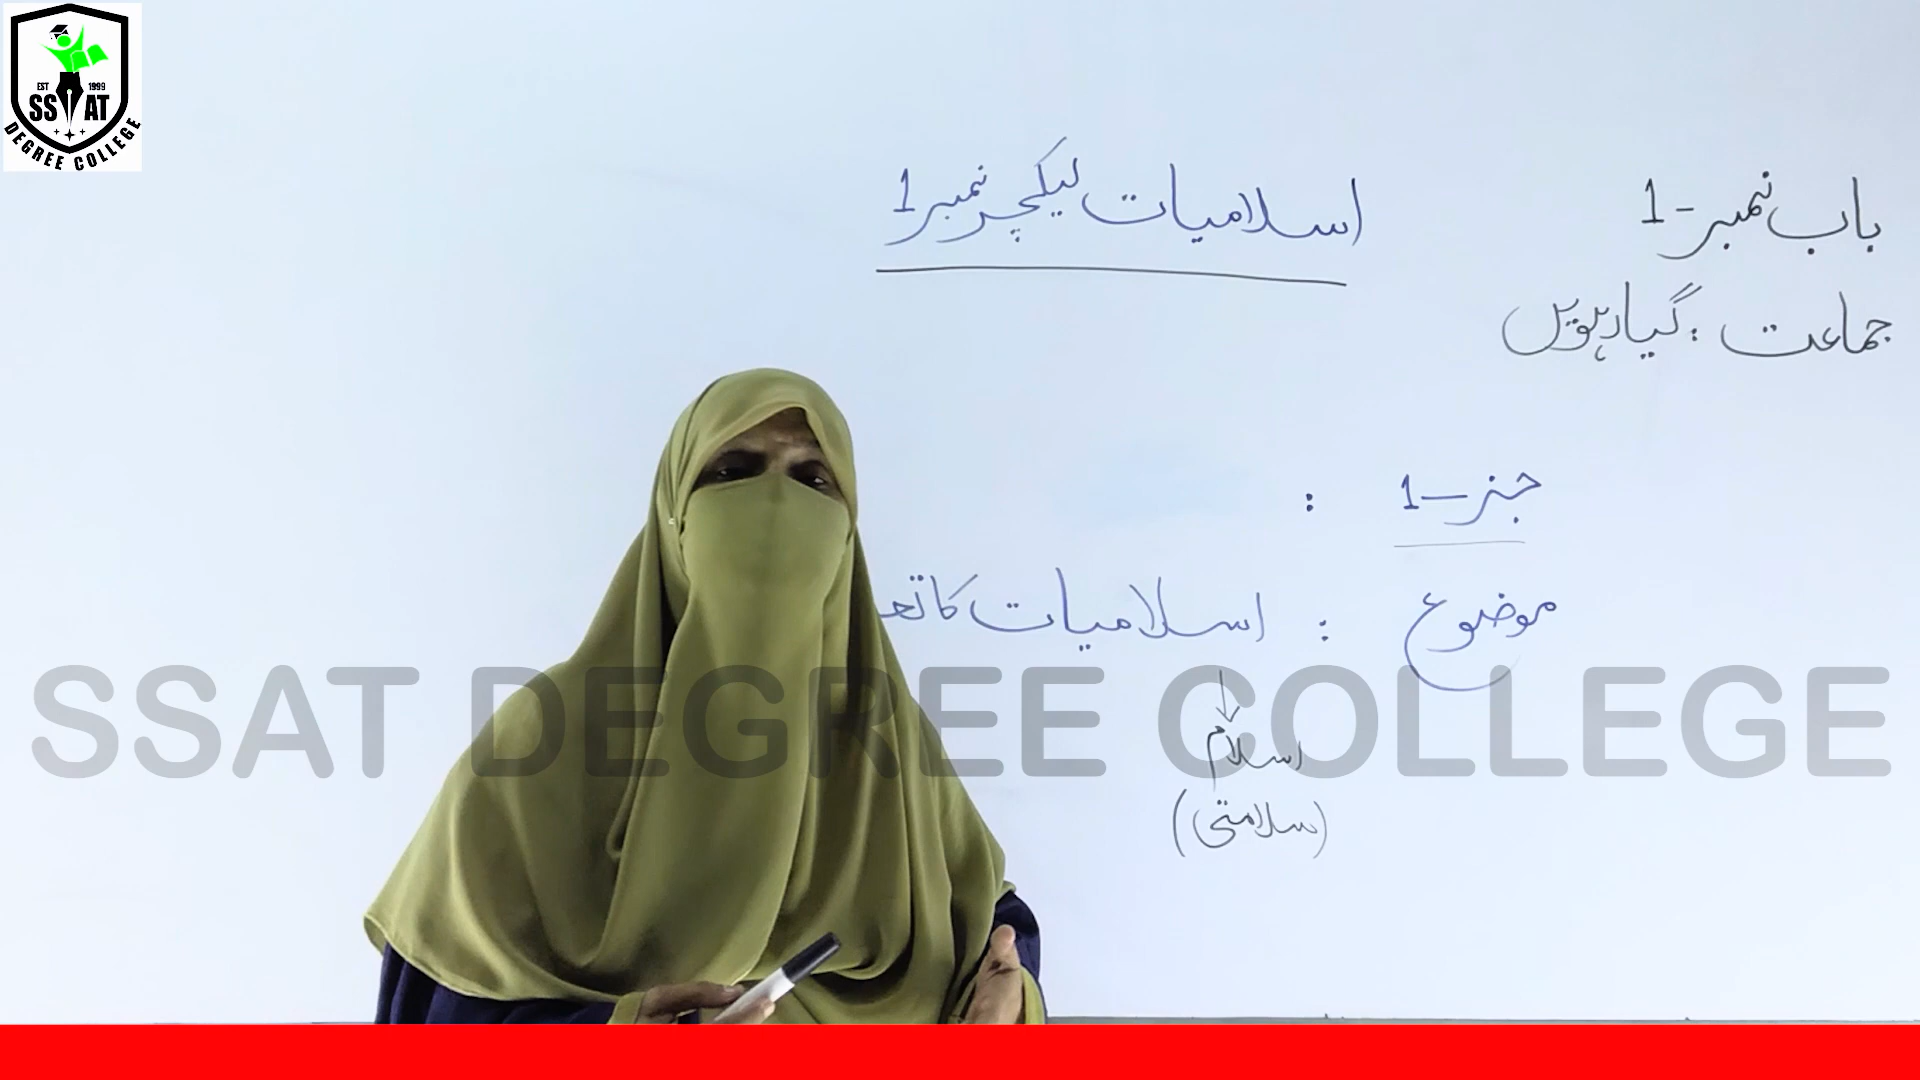 EST 1999
SSAT
DEGREE COLLEGE
باب نمبر - 1
اسلامیات لیکچر نمبر 1
جماعت : گیارہویں
جز - 1 :
موضوع : اسلامیات کا
اسلام
(سلامتی)
SSAT DEGREE COLLEGE